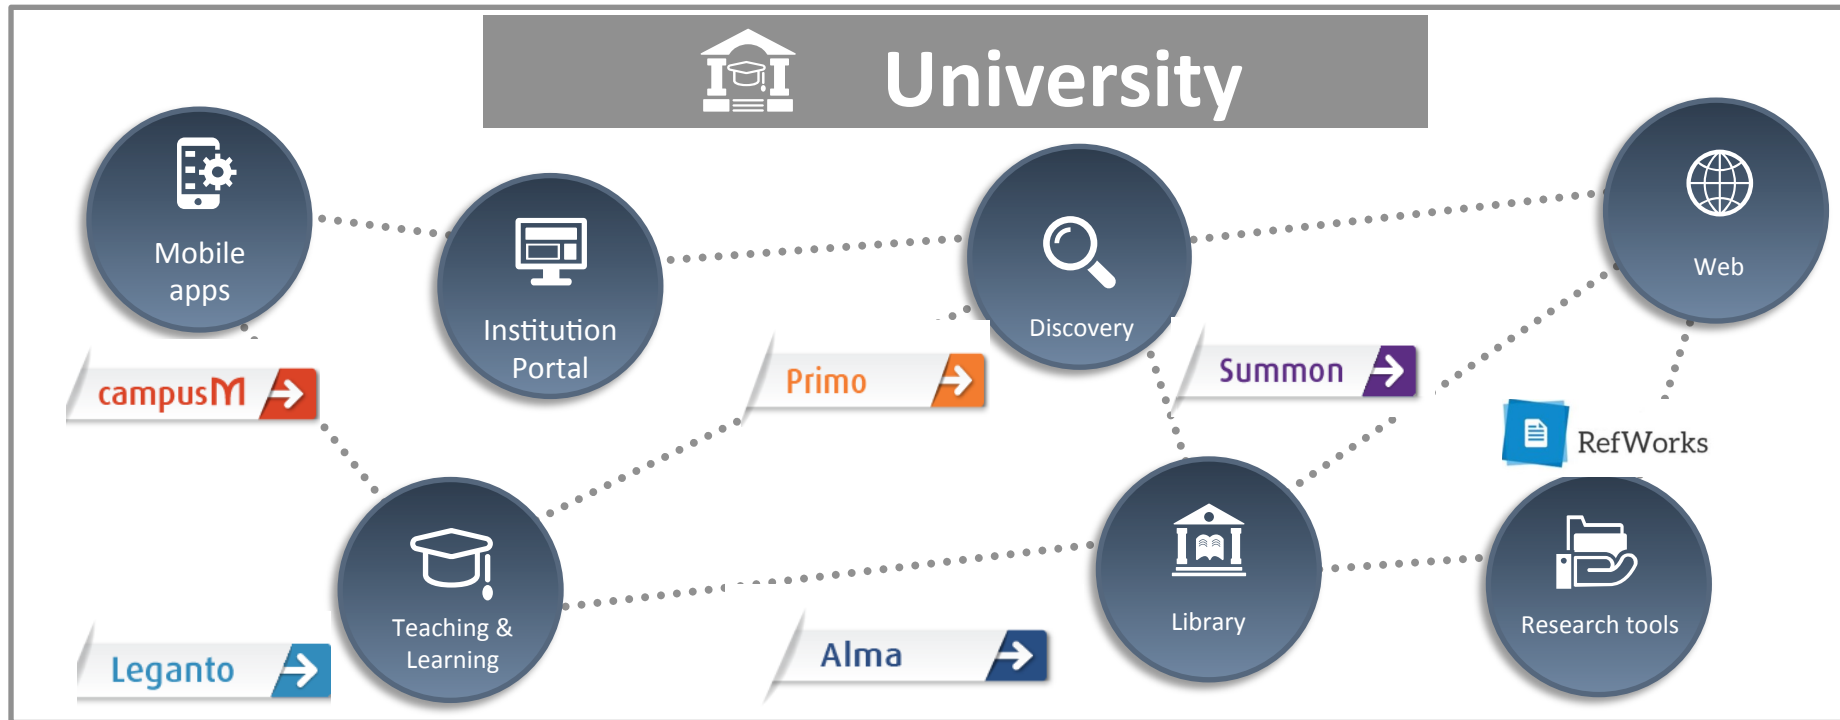 University
Mobile
apps
Institution
Portal
Discovery
Web
campusM
Primo
Summon
RefWorks
Teaching &
Learning
Library
Research tools
Leganto
Alma